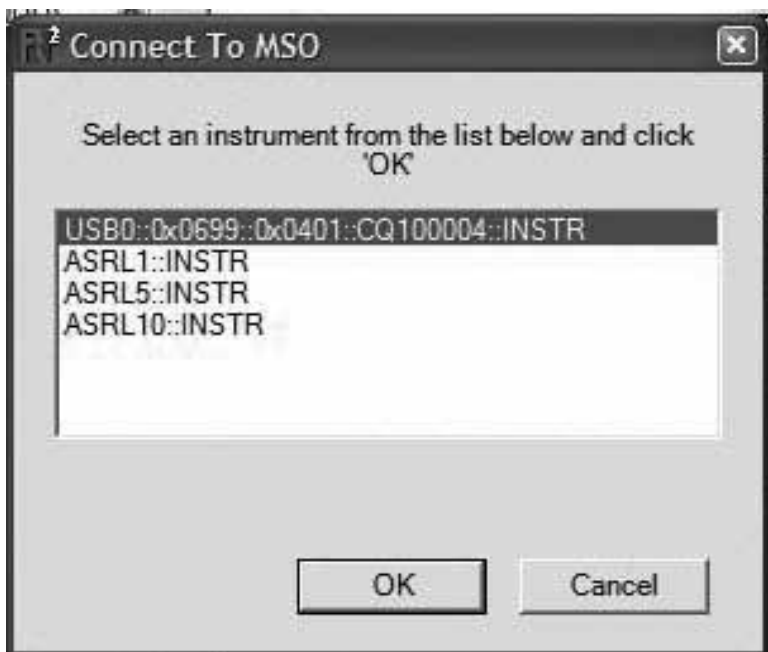 Connect To MSO
Select an instrument from the list below and click
'OK'
USB0::0x0699::0x0401::CQ100004::INSTR
ASRL1::INSTR
ASRL5::INSTR
ASRL10::INSTR
OK
Cancel